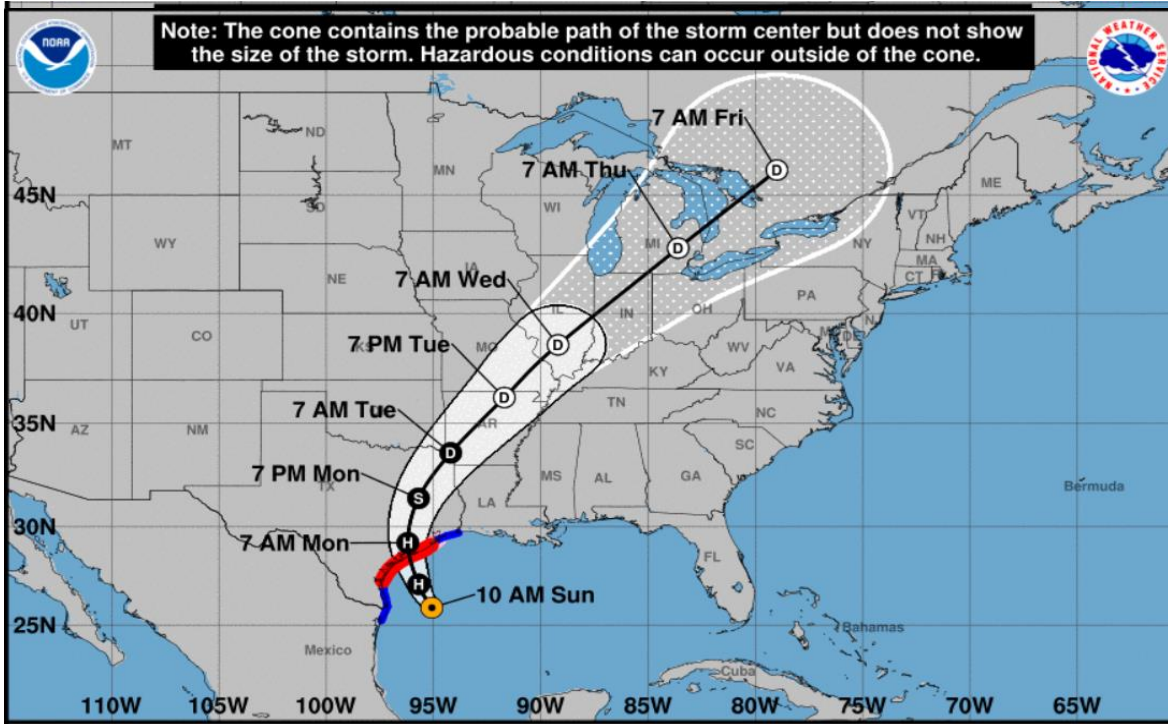 Note: The cone contains the probable path of the storm center but does not show
the size of the storm. Hazardous conditions can occur outside of the cone.
NOAA
NATIONAL WEATHER SERVICE
7 AM Fri
ND
MT
MN
7 AM Thu
D
45N
ME
SD
WI
VT
WY
MI
D
NY
NH
MA
IA
CT
NE
7 AM Wed
PA
40N
IL
IN
OH
UT
CO
7 PM Tue
D
MO
WV
DE
KS
VA
KY
7 AM Tue
D
TN
NC
35N
AR
AZ
NM
D
SC
7 PM Mon
MS
AL
GA
TX
S
LA
Bermuda
30N
7 AM Mon
H
FL
H
10 AM Sun
25N
Bahamas
Mexico
Cuba
110W
105W
100W
95W
90W
85W
80W
75W
70W
65W